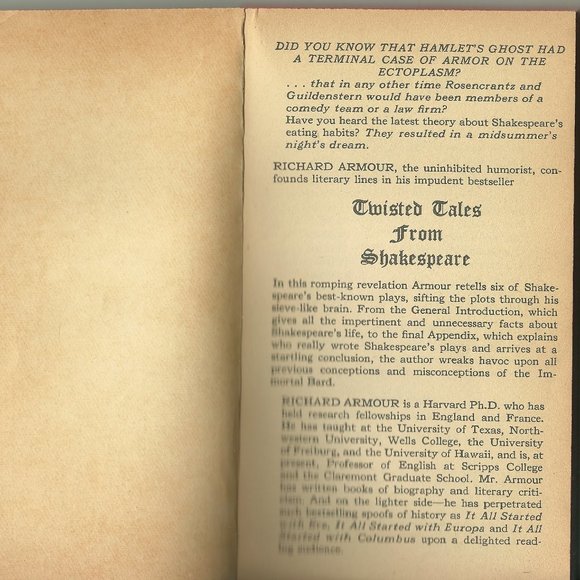 DID YOU KNOW THAT HAMLET'S GHOST HAD
A TERMINAL CASE OF ARMOR ON THE
ECTOPLASM?
. . . that in any other time Rosencrantz and
Guildenstern would have been members of a
comedy team or a law firm?
Have you heard the latest theory about Shakespeare's
eating habits? They resulted in a midsummer's
night's dream.
RICHARD ARMOUR, the uninhibited humorist, con-
founds literary lines in his impudent bestseller
Twisted Tales
From
Shakespeare
In this romping revelation Armour retells six of Shake-
speare's best-known plays, sifting the plots through his
sieve-like brain. From the General Introduction, which
gives all the impertinent and unnecessary facts about
Shakespeare's life, to the final Appendix, which explains
who really wrote Shakespeare's plays and arrives at a
startling conclusion, the author wreaks havoc upon all
previous conceptions and misconceptions of the Im-
mortal Bard.
RICHARD ARMOUR is a Harvard Ph.D. who has
held research fellowships in England and France.
He has taught at the University of Texas, North-
western University, Wells College, the University
of Freiburg, and the University of Hawaii, and is, at
present, Professor of English at Scripps College
and the Claremont Graduate School. Mr. Armour
has written books of biography and literary criti-
cism. And on the lighter side—he has perpetrated
such bestselling spoofs of history as It All Started
with Eve, It All Started with Europa and It All
Started with Columbus upon a delighted read-
ing audience.